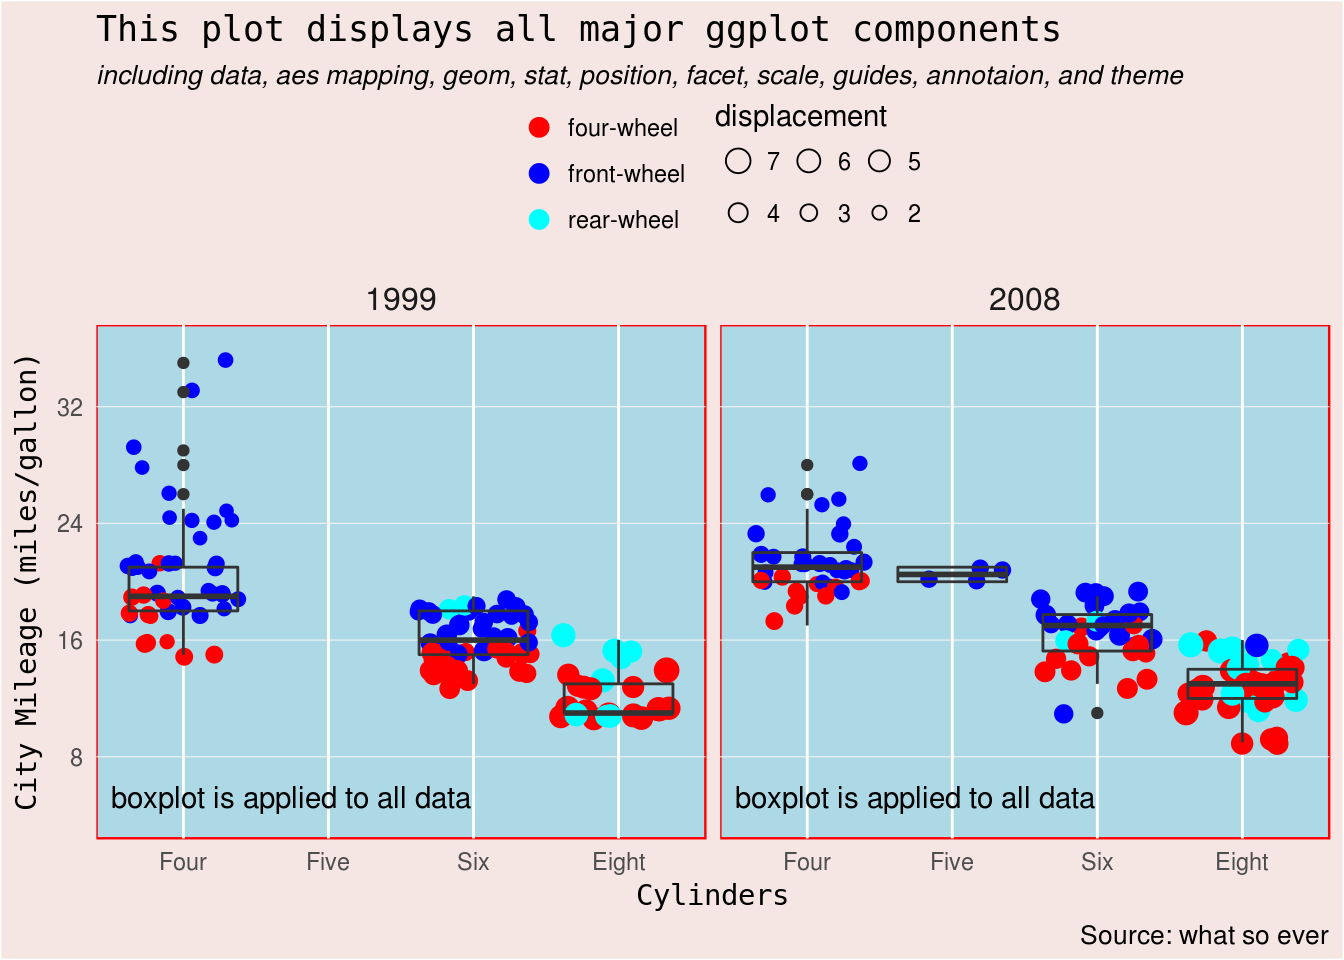 This plot displays all major ggplot components
including data, aes mapping, geom, stat, position, facet, scale, guides, annotaion, and theme
four-wheel
front-wheel
rear-wheel
displacement
7 6 5
4 3 2
1999 2008
City Mileage (miles/gallon)
32
24
16
8
boxplot is applied to all data boxplot is applied to all data
Four Five Six Eight Four Five Six Eight
Cylinders
Source: what so ever